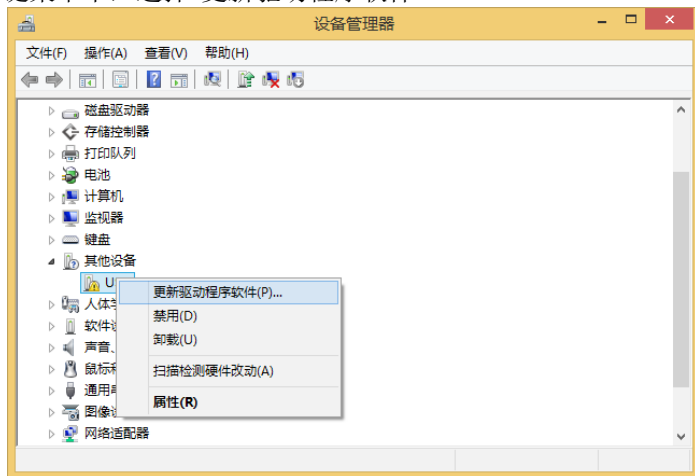 设备管理器
文件(F) 操作(A) 查看(V) 帮助(H)
磁盘驱动器
存储控制器
打印队列
电池
计算机
监视器
键盘
其他设备
U
更新驱动程序软件(P)...
人体
禁用(D)
软件
卸载(U)
声音、
鼠标
扫描检测硬件改动(A)
通用
属性(R)
图像
网络适配器